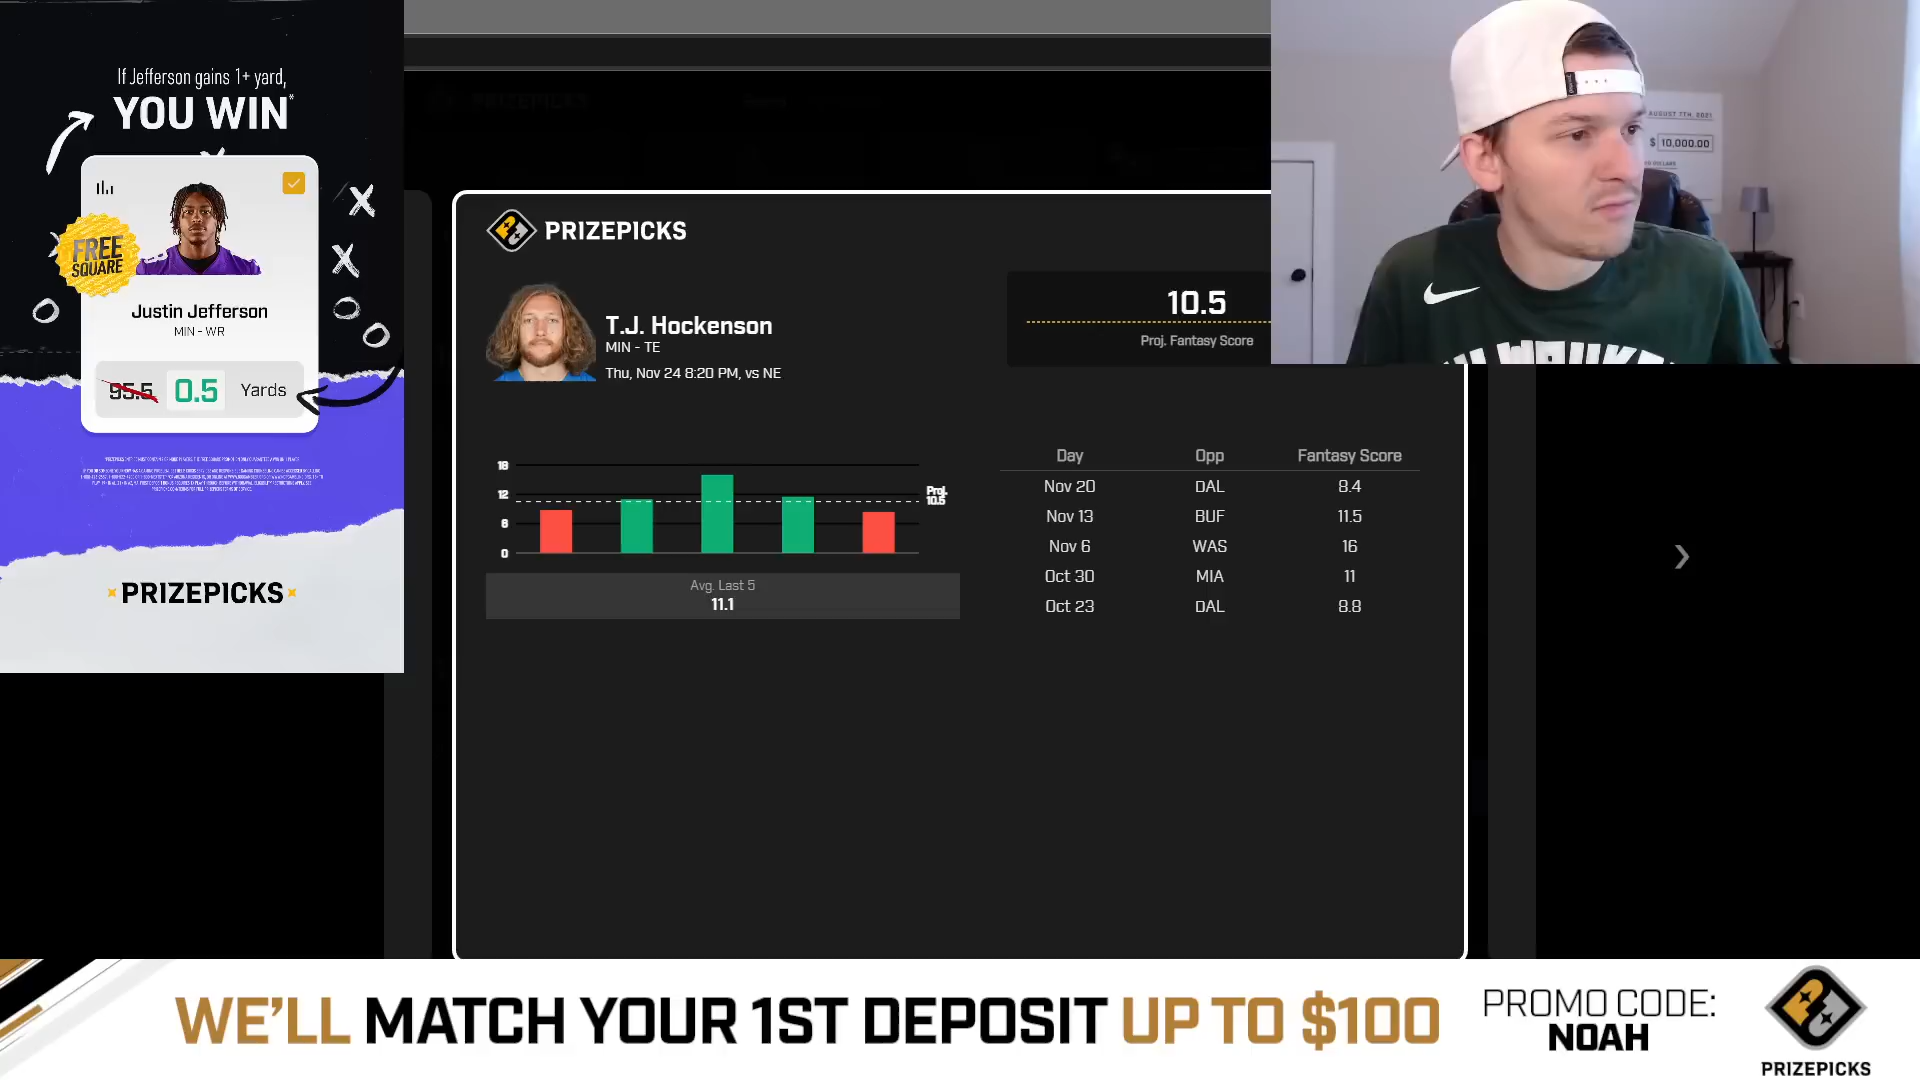 If Jefferson gains 1+ yard,
YOU WIN*
FREE
SQUARE
Justin Jefferson
MIN - WR
95.5 0.5 Yards
PRIZEPICKS
PRIZEPICKS
T.J. Hockenson
MIN - TE
Thu, Nov 24 8:20 PM, vs NE
10.5
Proj. Fantasy Score
18
12
6
0
Proj.
10.5
Avg. Last 5
11.1
Day Opp Fantasy Score
Nov 20 DAL 8.4
Nov 13 BUF 11.5
Nov 6 WAS 16
Oct 30 MIA 11
Oct 23 DAL 8.8
AUGUST 7TH, 2021
$ 10,000.00
WE'LL MATCH YOUR 1ST DEPOSIT UP TO $100
PROMO CODE:
NOAH
PRIZEPICKS